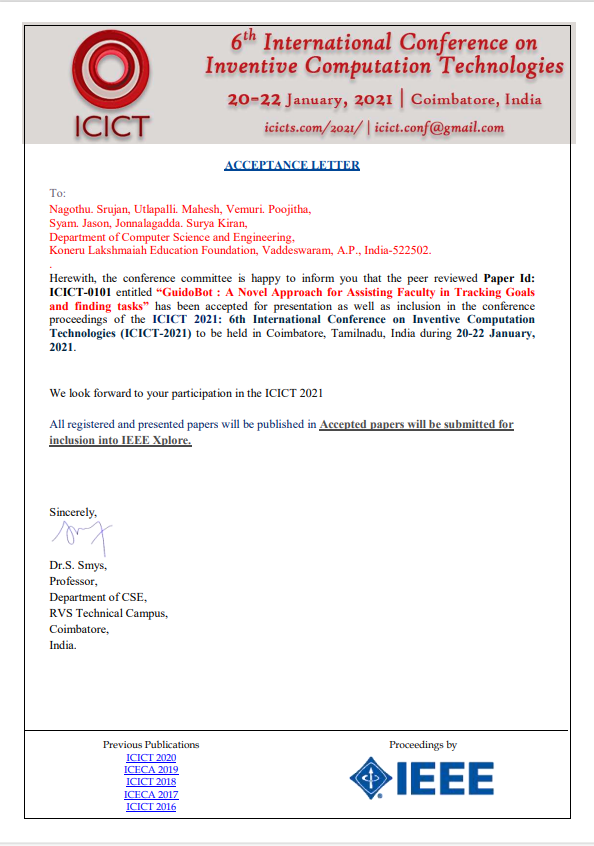 6th International Conference on
Inventive Computation Technologies
20-22 January, 2021 | Coimbatore, India
icicts.com/2021/ | icict.conf@gmail.com
ICICT
ACCEPTANCE LETTER
To:
Nagothu. Srujan, Utlapalli. Mahesh, Vemuri. Poojitha,
Syam. Jason, Jonnalagadda. Surya Kiran,
Department of Computer Science and Engineering,
Koneru Lakshmaiah Education Foundation, Vaddeswaram, A.P., India-522502.
.
Herewith, the conference committee is happy to inform you that the peer reviewed Paper Id:
ICICT-0101 entitled “GuidoBot : A Novel Approach for Assisting Faculty in Tracking Goals
and finding tasks” has been accepted for presentation as well as inclusion in the conference
proceedings of the ICICT 2021: 6th International Conference on Inventive Computation
Technologies (ICICT-2021) to be held in Coimbatore, Tamilnadu, India during 20-22 January,
2021.
We look forward to your participation in the ICICT 2021
All registered and presented papers will be published in Accepted papers will be submitted for
inclusion into IEEE Xplore.
Sincerely,
Dr.S. Smys,
Professor,
Department of CSE,
RVS Technical Campus,
Coimbatore,
India.
Previous Publications
ICICT 2020
ICECA 2019
ICICT 2018
ICECA 2017
ICICT 2016
Proceedings by
IEEE